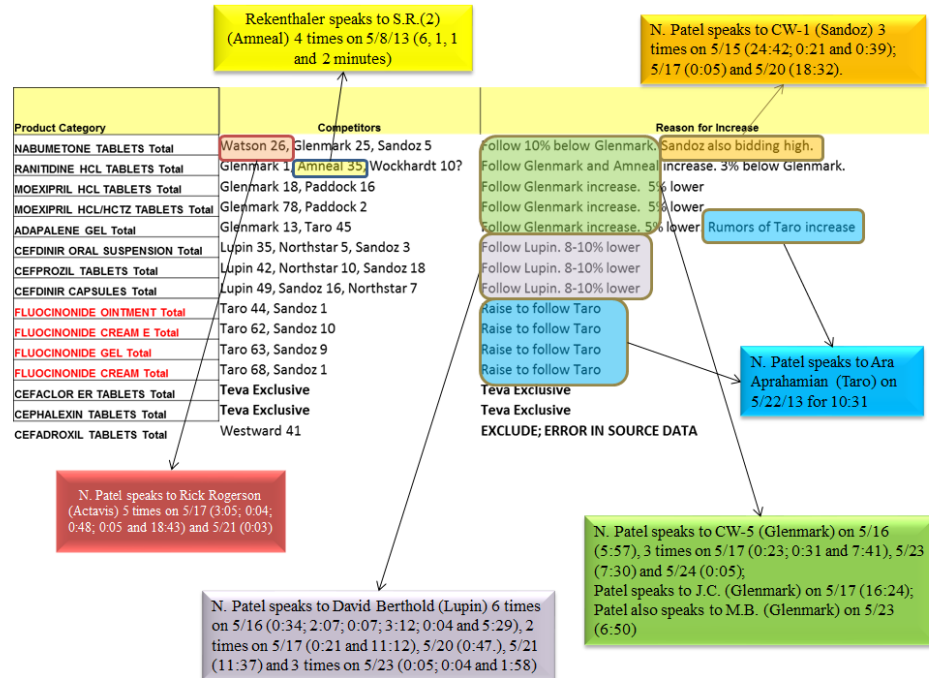 Rekenthaler speaks to S.R.(2)
(Amneal) 4 times on 5/8/13 (6, 1, 1
and 2 minutes)
N. Patel speaks to CW-1 (Sandoz) 3
times on 5/15 (24:42; 0:21 and 0:39);
5/17 (0:05) and 5/20 (18:32).
Product Category Competitors Reason for Increase
NABUMETONE TABLETS Total Watson 26, Glenmark 25, Sandoz 5 Follow 10% below Glenmark. Sandoz also bidding high.
RANITIDINE HCL TABLETS Total Glenmark 1, Amneal 35, Wockhardt 10? Follow Glenmark and Amneal increase. 3% below Glenmark.
MOEXIPRIL HCL TABLETS Total Glenmark 18, Paddock 16 Follow Glenmark increase. 5% lower
MOEXIPRIL HCL/HCTZ TABLETS Total Glenmark 78, Paddock 2 Follow Glenmark increase. 5% lower
ADAPALENE GEL Total Glenmark 13, Taro 45 Follow Glenmark increase. 5% lower. Rumors of Taro increase
CEFDINIR ORAL SUSPENSION Total Lupin 35, Northstar 5, Sandoz 3 Follow Lupin. 8-10% lower
CEFPROZIL TABLETS Total Lupin 42, Northstar 10, Sandoz 18 Follow Lupin. 8-10% lower
CEFDINIR CAPSULES Total Lupin 49, Sandoz 16, Northstar 7 Follow Lupin. 8-10% lower
FLUOCINONIDE OINTMENT Total Taro 44, Sandoz 1 Raise to follow Taro
FLUOCINONIDE CREAM E Total Taro 62, Sandoz 10 Raise to follow Taro
FLUOCINONIDE GEL Total Taro 63, Sandoz 9 Raise to follow Taro
FLUOCINONIDE CREAM Total Taro 68, Sandoz 1 Raise to follow Taro
CEFACLOR ER TABLETS Total Teva Exclusive Teva Exclusive
CEPHALEXIN TABLETS Total Teva Exclusive Teva Exclusive
CEFADROXIL TABLETS Total Westward 41 EXCLUDE; ERROR IN SOURCE DATA
N. Patel speaks to Ara
Aprahamian (Taro) on
5/22/13 for 10:31
N. Patel speaks to Rick Rogerson
(Actavis) 5 times on 5/17 (3:05; 0:04;
0:48; 0:05 and 18:43) and 5/21 (0:03)
N. Patel speaks to CW-5 (Glenmark) on 5/16
(5:57), 3 times on 5/17 (0:23; 0:31 and 7:41), 5/23
(7:30) and 5/24 (0:05);
Patel speaks to J.C. (Glenmark) on 5/17 (16:24);
Patel also speaks to M.B. (Glenmark) on 5/23
(6:50)
N. Patel speaks to David Berthold (Lupin) 6 times
on 5/16 (0:34; 2:07; 0:07; 3:12; 0:04 and 5:29), 2
times on 5/17 (0:21 and 11:12), 5/20 (0:47.), 5/21
(11:37) and 3 times on 5/23 (0:05; 0:04 and 1:58)